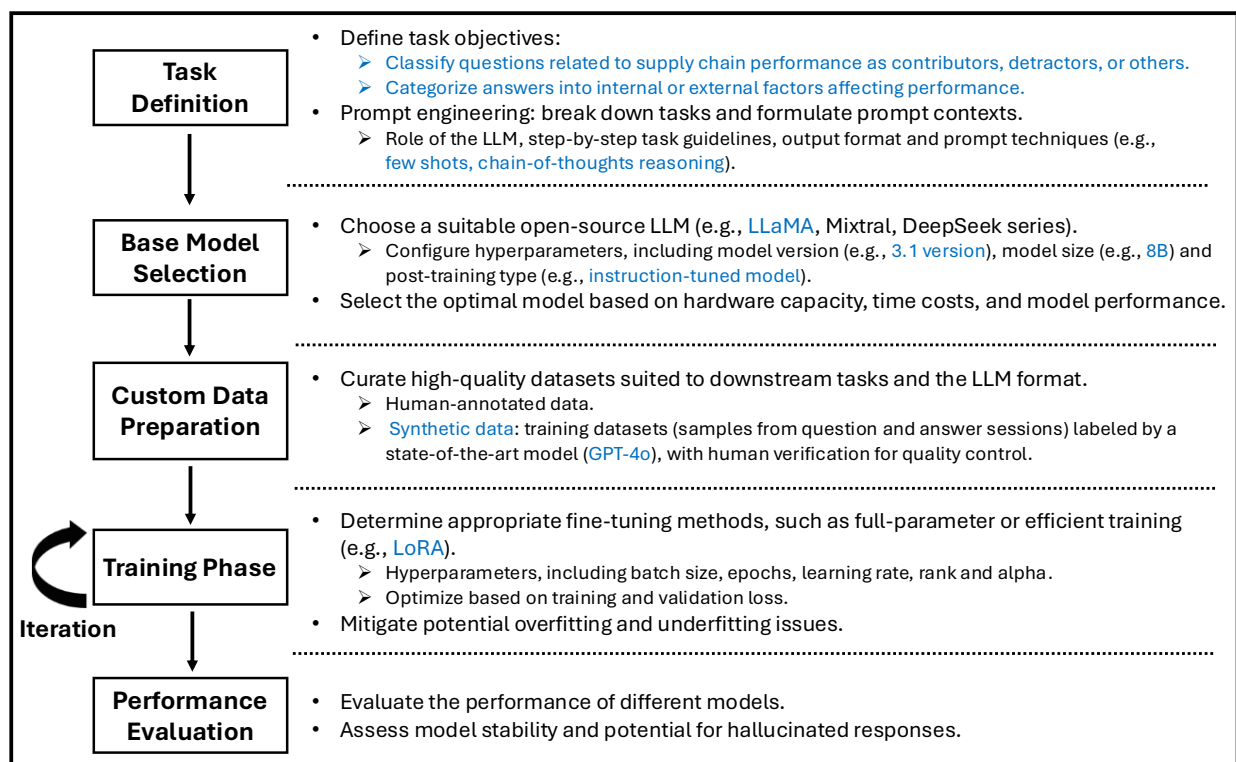 Task
Definition
• Define task objectives:
➢ Classify questions related to supply chain performance as contributors, detractors, or others.
➢ Categorize answers into internal or external factors affecting performance.
• Prompt engineering: break down tasks and formulate prompt contexts.
➢ Role of the LLM, step-by-step task guidelines, output format and prompt techniques (e.g.,
few shots, chain-of-thoughts reasoning).
Base Model
Selection
• Choose a suitable open-source LLM (e.g., LLaMA, Mixtral, DeepSeek series).
➢ Configure hyperparameters, including model version (e.g., 3.1 version), model size (e.g., 8B) and
post-training type (e.g., instruction-tuned model).
• Select the optimal model based on hardware capacity, time costs, and model performance.
Custom Data
Preparation
• Curate high-quality datasets suited to downstream tasks and the LLM format.
➢ Human-annotated data.
➢ Synthetic data: training datasets (samples from question and answer sessions) labeled by a
state-of-the-art model (GPT-4o), with human verification for quality control.
Training Phase
Iteration
• Determine appropriate fine-tuning methods, such as full-parameter or efficient training
(e.g., LoRA).
➢ Hyperparameters, including batch size, epochs, learning rate, rank and alpha.
➢ Optimize based on training and validation loss.
• Mitigate potential overfitting and underfitting issues.
Performance
Evaluation
• Evaluate the performance of different models.
• Assess model stability and potential for hallucinated responses.